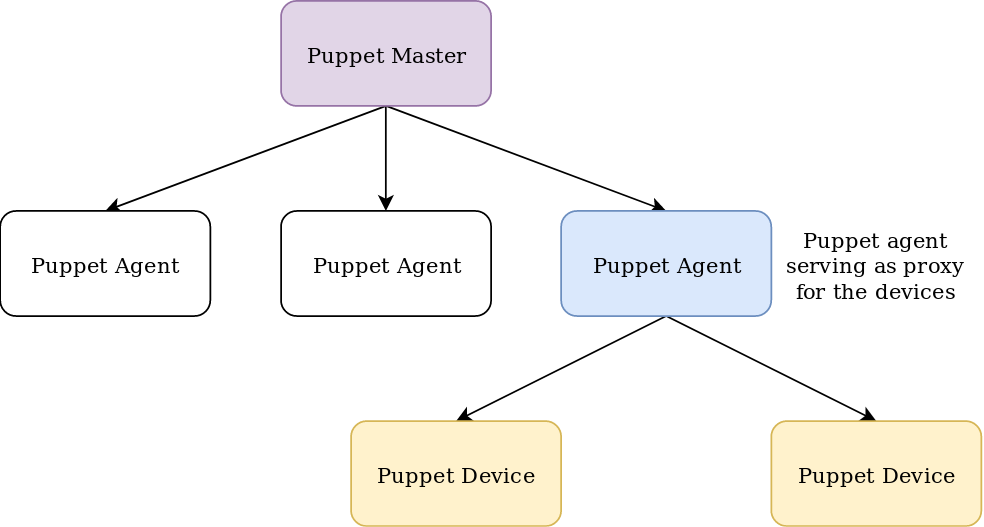 Puppet Master
Puppet Agent
Puppet Agent
Puppet Agent
Puppet agent
serving as proxy
for the devices
Puppet Device
Puppet Device